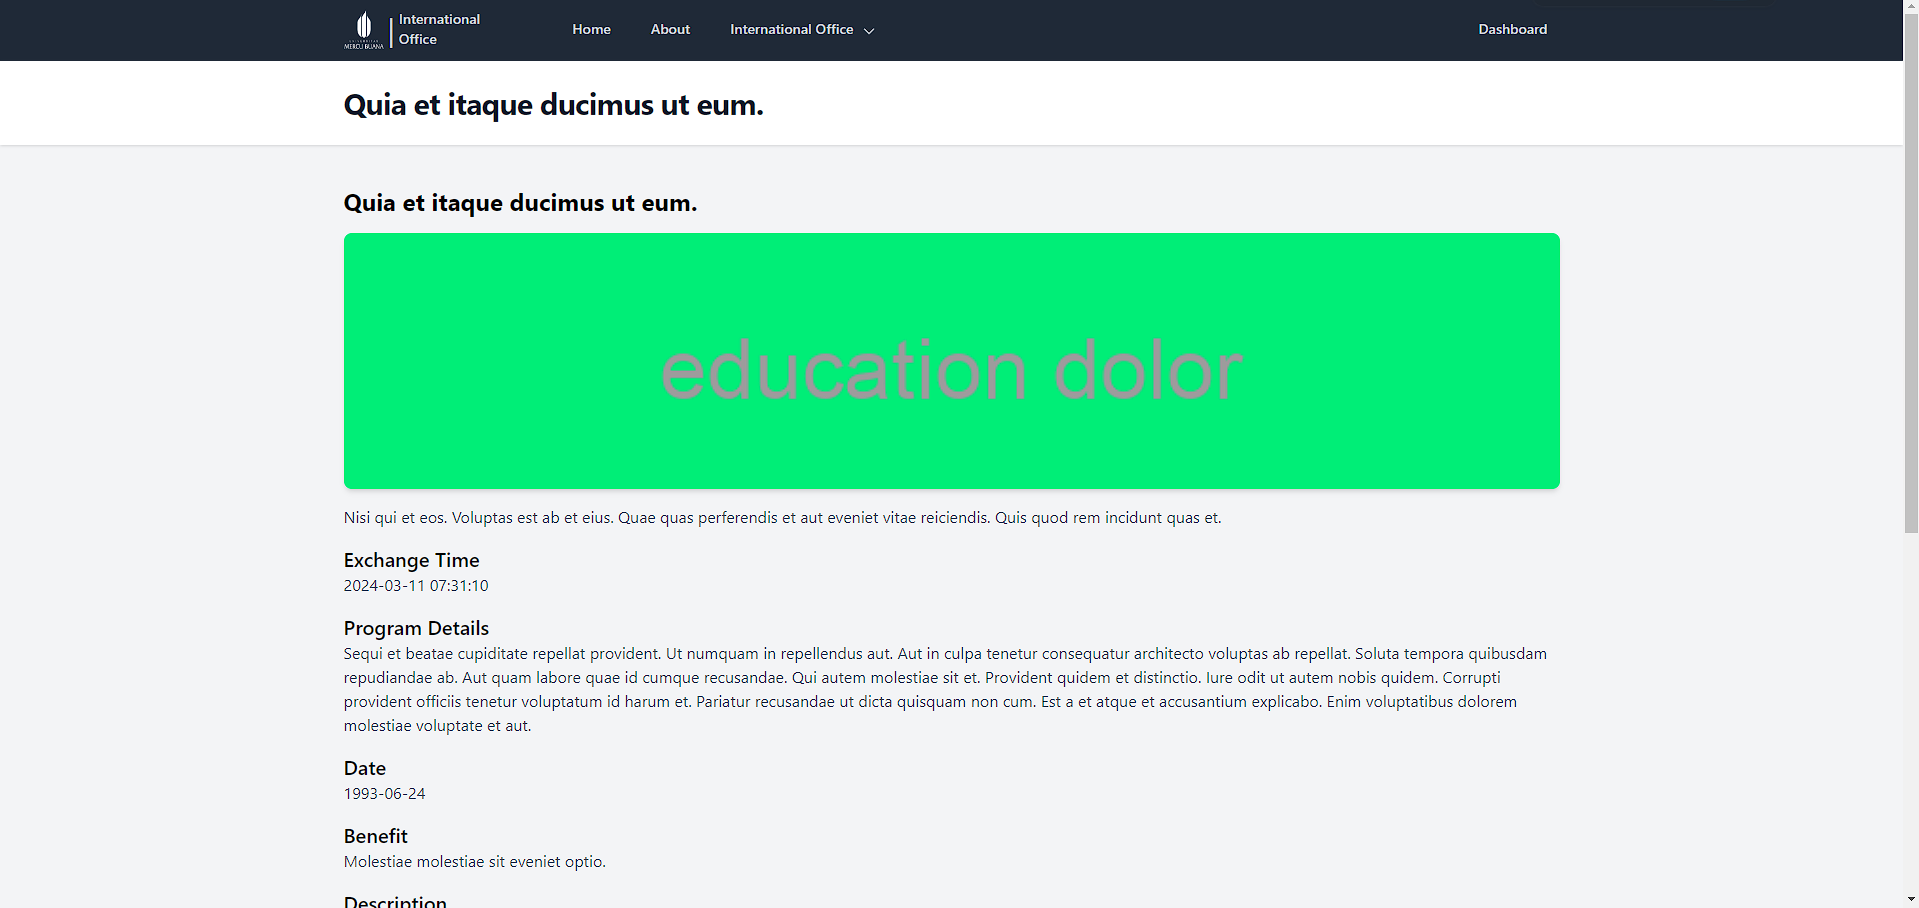 MERCU BUANA
International
Office
Home
About
International Office
Dashboard
Quia et itaque ducimus ut eum.
Quia et itaque ducimus ut eum.
education dolor
Nisi qui et eos. Voluptas est ab et eius. Quae quas perferendis et aut eveniet vitae reiciendis. Quis quod rem incidunt quas et.
Exchange Time
2024-03-11 07:31:10
Program Details
Sequi et beatae cupiditate repellat provident. Ut numquam in repellendus aut. Aut in culpa tenetur consequatur architecto voluptas ab repellat. Soluta tempora quibusdam
repudiandae ab. Aut quam labore quae id cumque recusandae. Qui autem molestiae sit et. Provident quidem et distinctio. Iure odit ut autem nobis quidem. Corrupti
provident officiis tenetur voluptatum id harum et. Pariatur recusandae ut dicta quisquam non cum. Est a et atque et accusantium explicabo. Enim voluptatibus dolorem
molestiae voluptate et aut.
Date
1993-06-24
Benefit
Molestiae molestiae sit eveniet optio.
Description